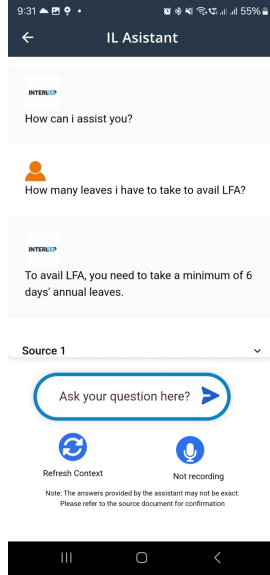 9:31
55%
IL Asistant
INTERLOOP
How can i assist you?
How many leaves i have to take to avail LFA?
INTERLOOP
To avail LFA, you need to take a minimum of 6
days' annual leaves.
Source 1
Ask your question here?
Refresh Context
Not recording
Note: The answers provided by the assistant may not be exact.
Please refer to the source document for confirmation